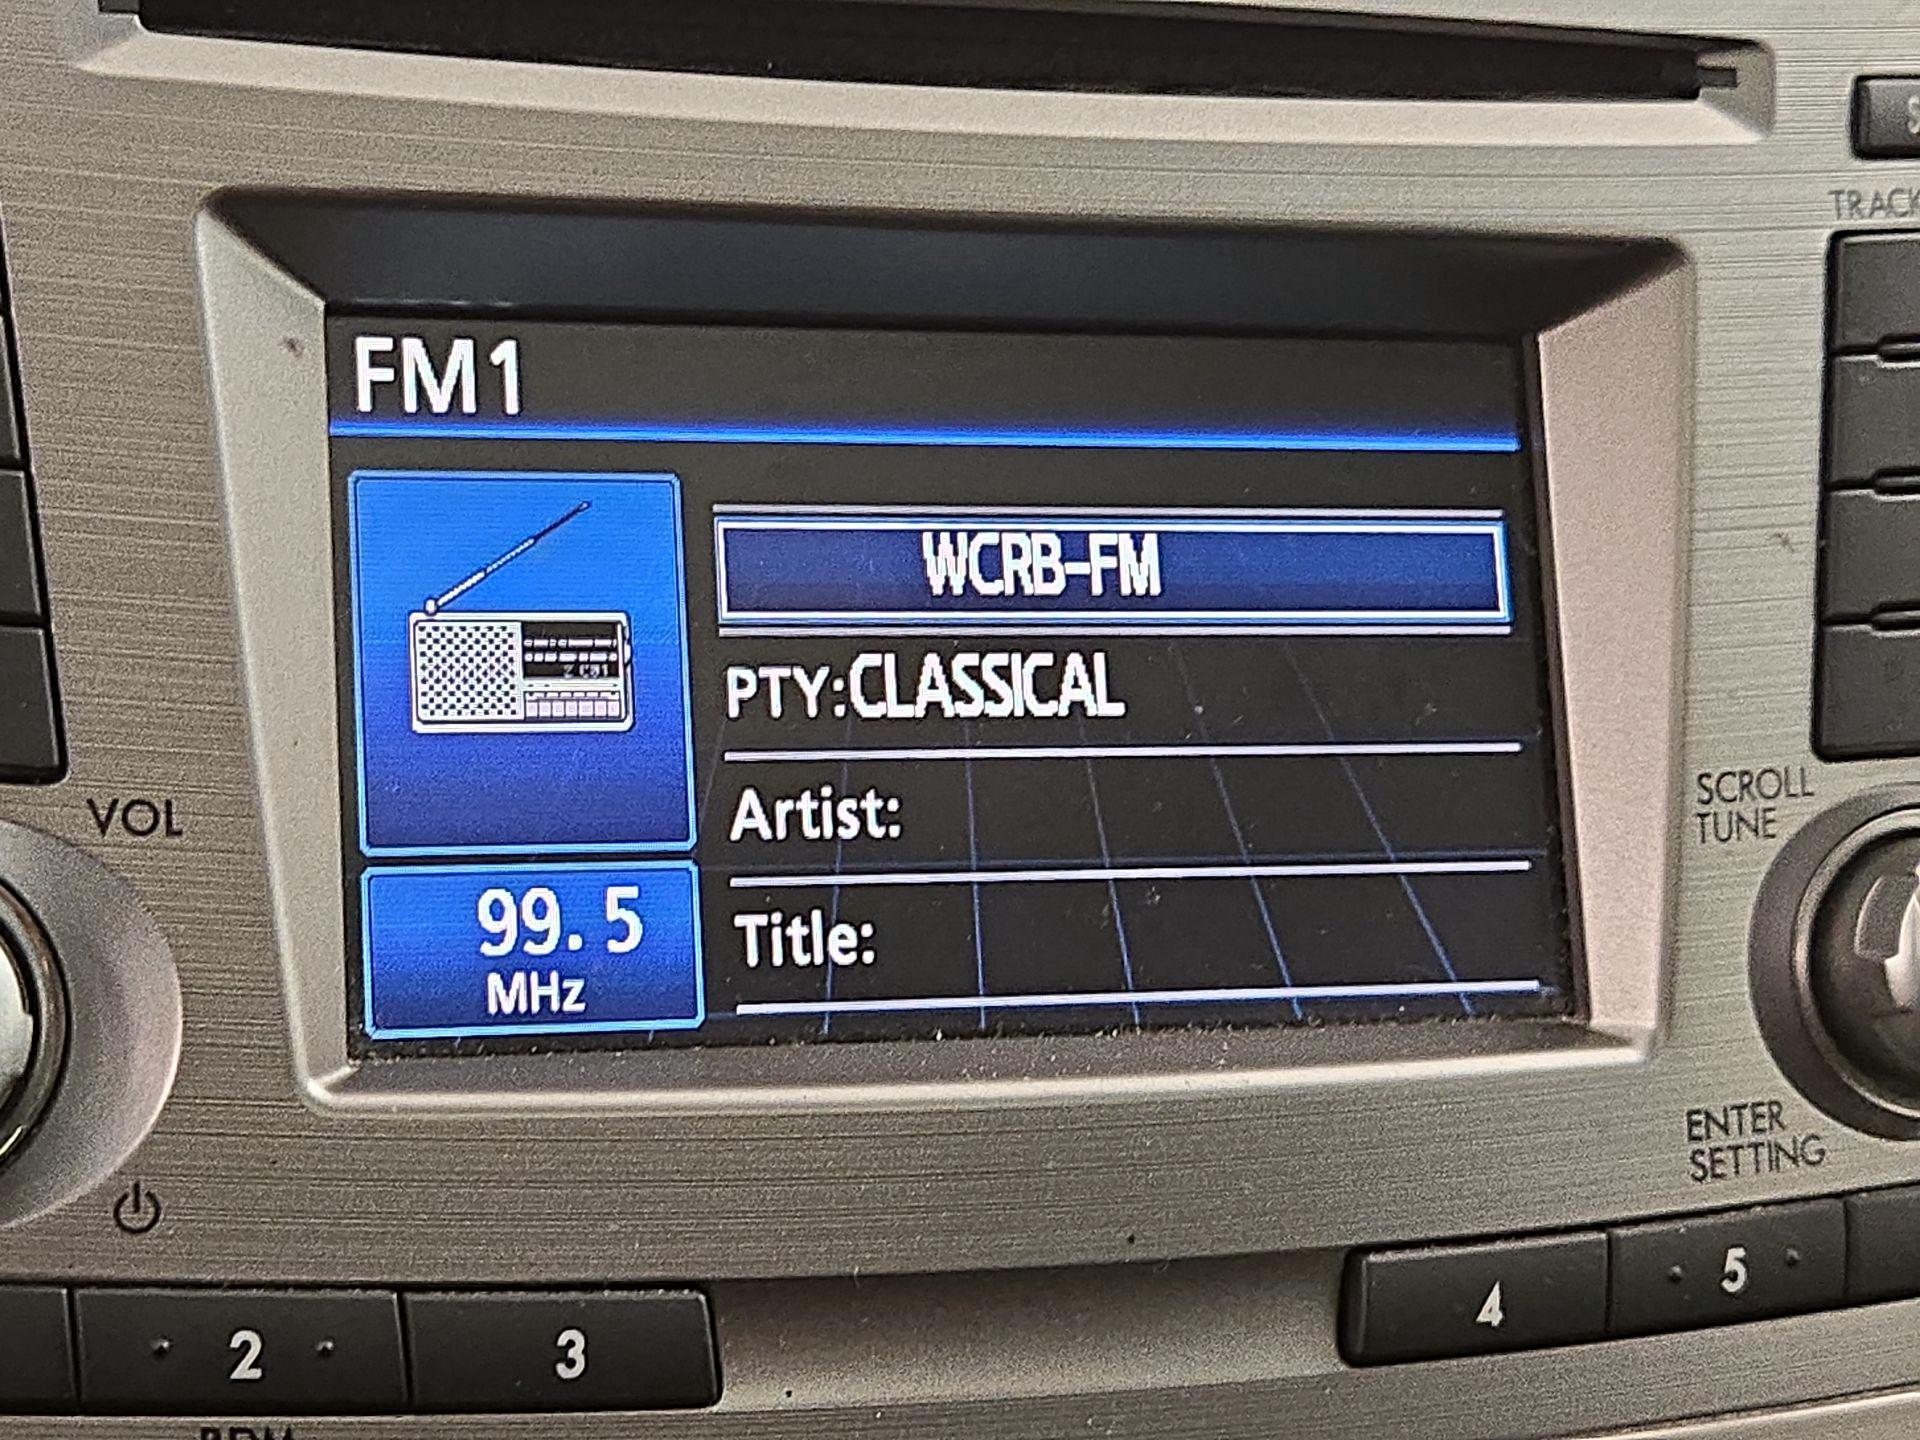 TRACK
FM1
WCRB-FM
PTY:CLASSICAL
VOL
SCROLL
TUNE
Artist:
99.5
MHz
Title:
ENTER
SETTING
2
3
4
5